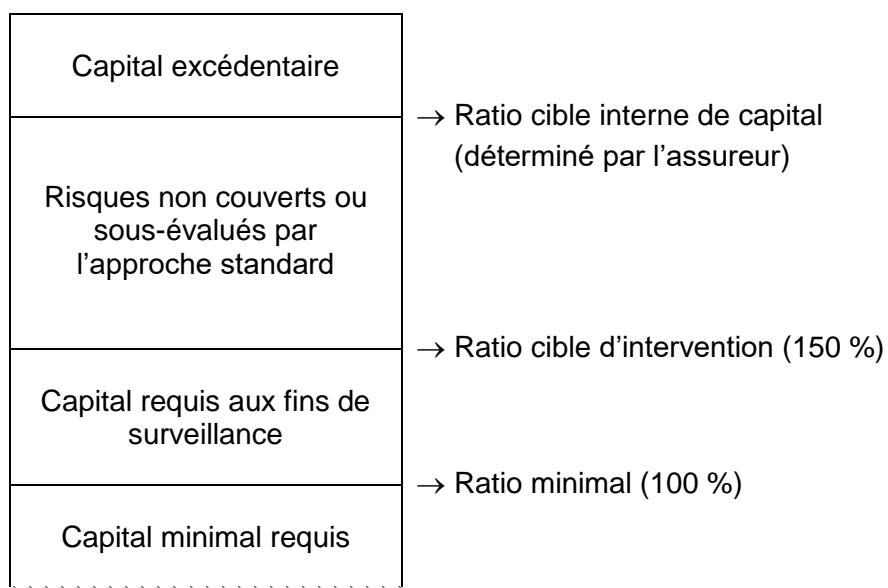 Capital excédentaire
→ Ratio cible interne de capital
(déterminé par l’assureur)
Risques non couverts ou
sous-évalués par
l’approche standard
→ Ratio cible d’intervention (150 %)
Capital requis aux fins de
surveillance
→ Ratio minimal (100 %)
Capital minimal requis